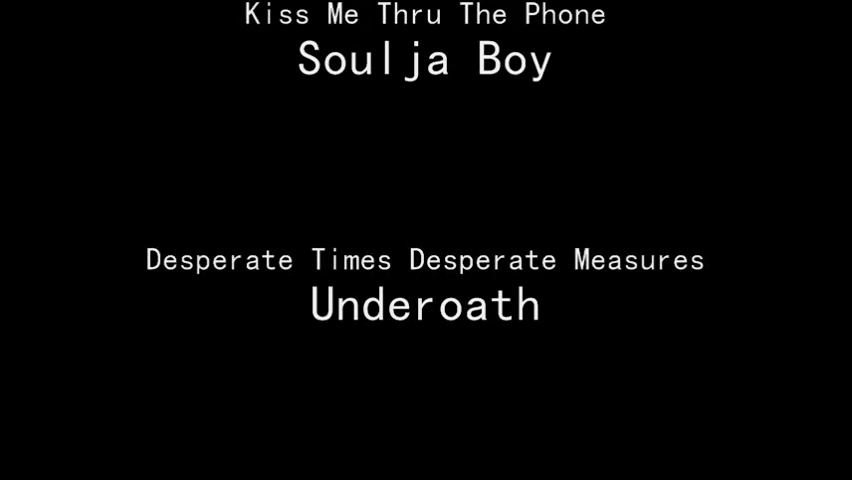 Kiss Me Thru The Phone
Soulja Boy
Desperate Times Desperate Measures
Underoath